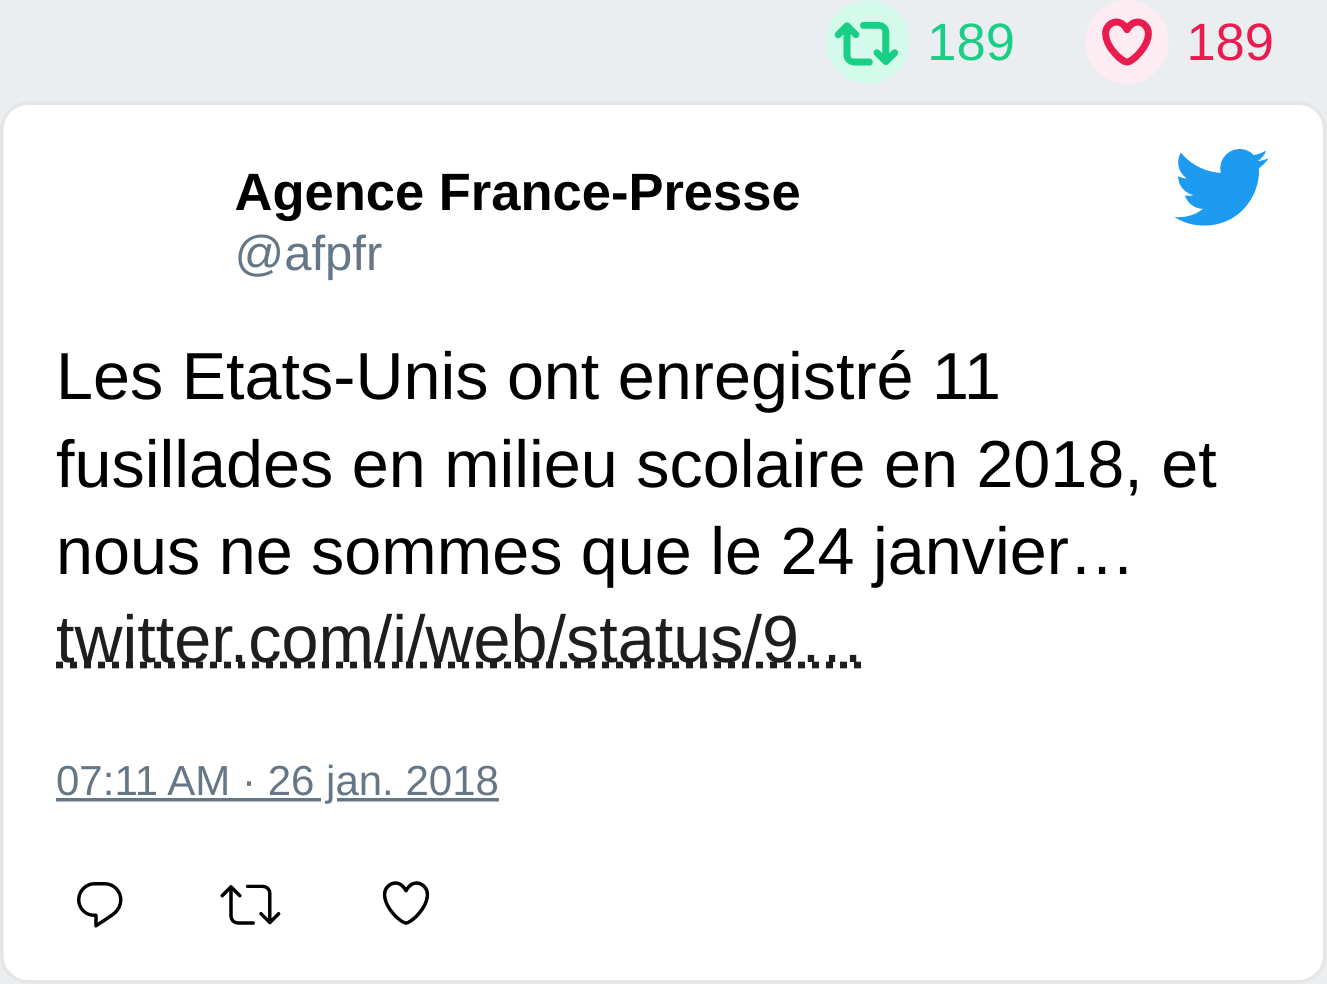 189 189
Agence France-Presse
@afpfr
Les Etats-Unis ont enregistré 11
fusillades en milieu scolaire en 2018, et
nous ne sommes que le 24 janvier…
twitter.com/i/web/status/9…
07:11 AM · 26 jan. 2018